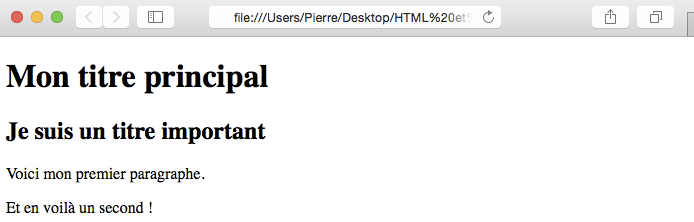 file:///Users/Pierre/Desktop/HTML%20et
Mon titre principal
Je suis un titre important
Voici mon premier paragraphe.
Et en voilà un second !